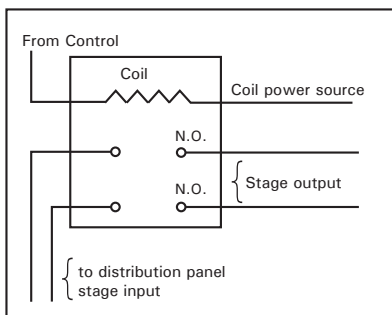 From Control
Coil
Coil power source
N.O.
N.O.
Stage output
to distribution panel
stage input